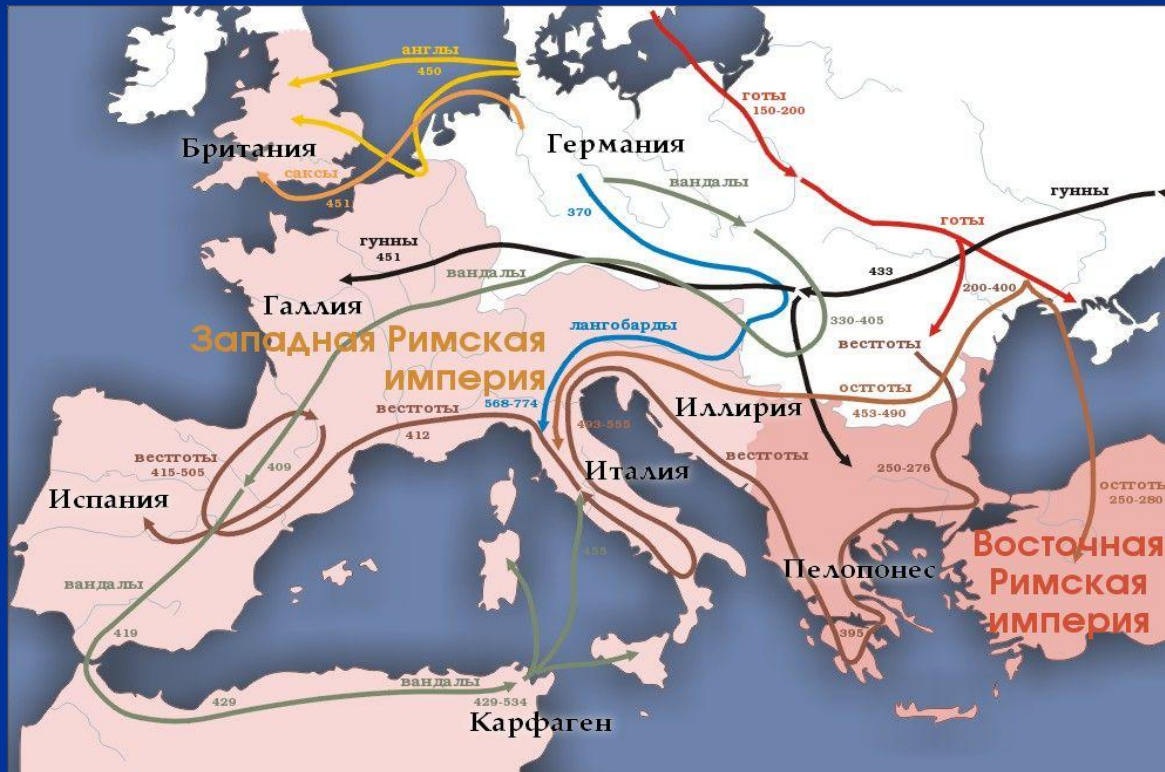 англы
450
готы
150-200
Британия
Германия
саксы
451
вандалы
370
гунны
готы
гунны
451
вандалы
433
200-400
Галлия
330-405
лангобарды
вестготы
Западная Римская
империя
568-774
остготы
453-490
вестготы
412
493-555
Иллирия
вестготы
415-505
409
Италия
вестготы
250-276
остготы
250-280
Испания
455
Восточная
Римская
империя
Пелопонес
вандалы
419
395
429
вандалы
429-534
Карфаген